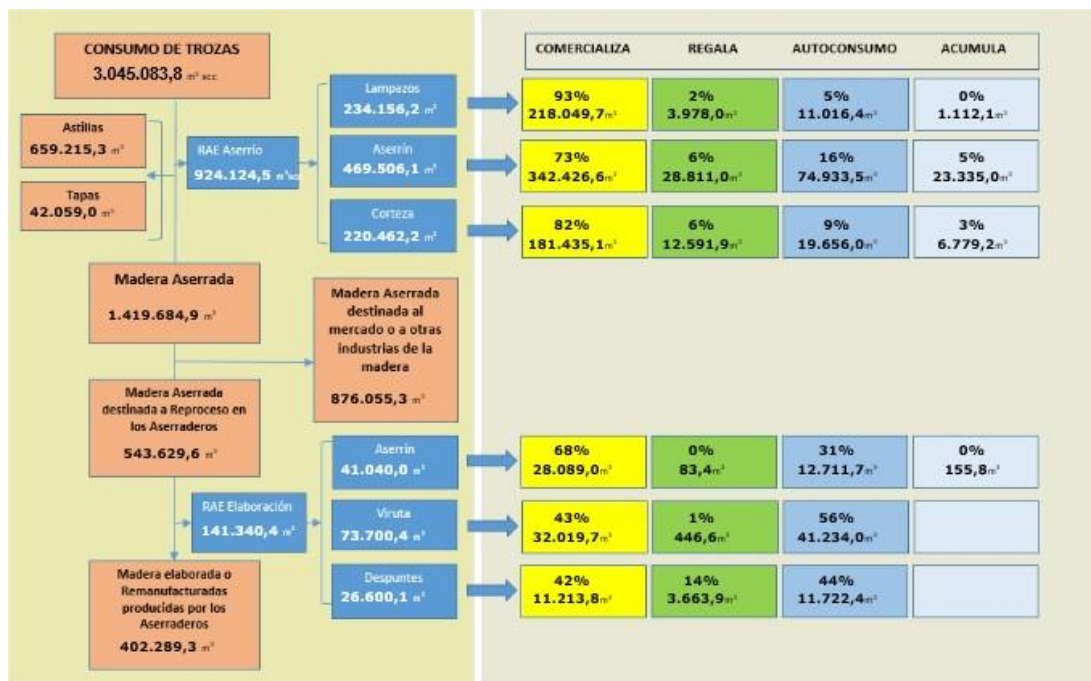 CONSUMO DE TROZAS
3.045.083,8 m³ scc
Astillas
659.215,3 m³
Tapas
42.059,0 m³
RAE Aserrío
924.124,5 m³scc
Lampazos
234.156,2 m³
Aserrín
469.506,1 m³
Corteza
220.462,2 m³
Madera Aserrada
1.419.684,9 m³
Madera Aserrada
destinada al
mercado o a otras
industrias de la
madera
876.055,3 m³
Madera Aserrada
destinada a Reproceso en
los Aserraderos
543.629,6 m³
RAE Elaboración
141.340,4 m³
Aserrín
41.040,0 m³
Viruta
73.700,4 m³
Despuntes
26.600,1 m³
Madera elaborada o
Remanufacturadas
producidas por los
Aserraderos
402.289,3 m³
COMERCIALIZA REGALA AUTOCONSUMO ACUMULA
93% 2% 5% 0%
218.049,7m³ 3.978,0m³ 11.016,4m³ 1.112,1m³
73% 6% 16% 5%
342.426,6m³ 28.811,0m³ 74.933,5m³ 23.335,0m³
82% 6% 9% 3%
181.435,1m³ 12.591,9m³ 19.656,0m³ 6.779,2m³
68% 0% 31% 0%
28.089,0m³ 83,4m³ 12.711,7m³ 155,8m³
43% 1% 56%
32.019,7m³ 446,6m³ 41.234,0m³
42% 14% 44%
11.213,8m³ 3.663,9m³ 11.722,4m³